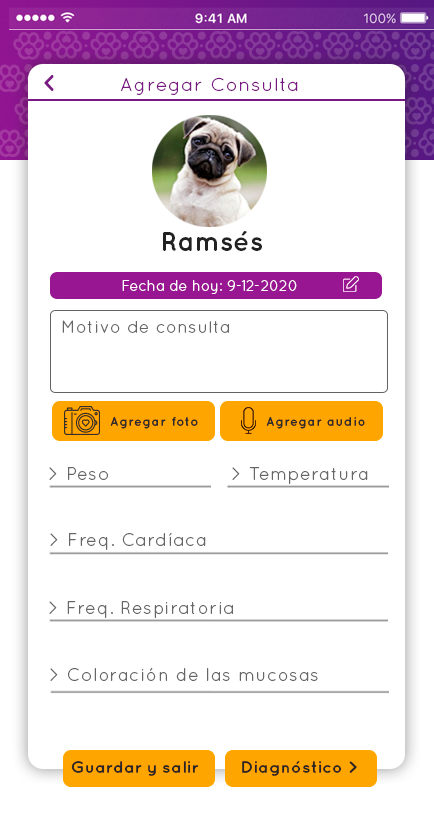 9:41 AM 100%
Agregar Consulta
Ramsés
Fecha de hoy: 9-12-2020
Motivo de consulta
Agregar foto Agregar audio
Peso Temperatura
Freq. Cardíaca
Freq. Respiratoria
Coloración de las mucosas
Guardar y salir Diagnóstico